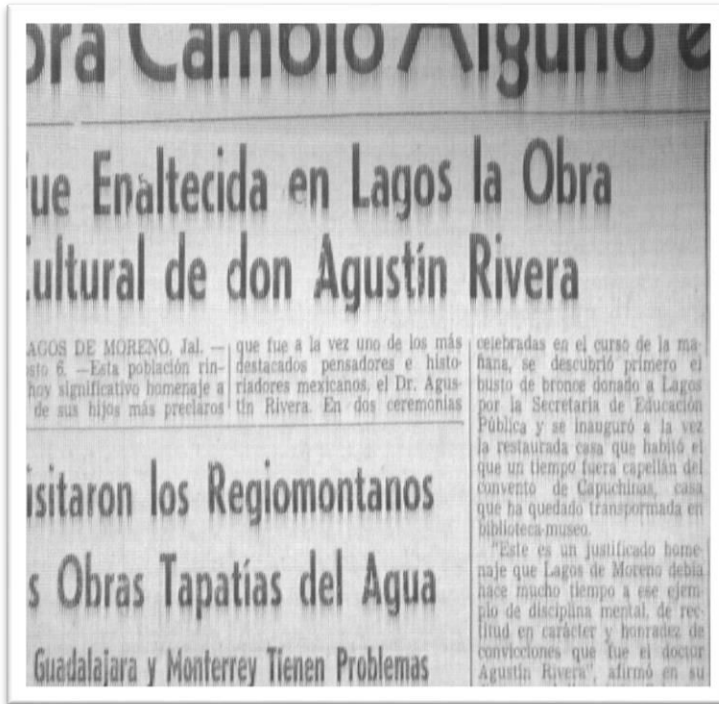 ora Cambio Alguno e
ue Enaltecida en Lagos la Obra
Cultural de don Agustín Rivera
AGOS DE MORENO, Jal. —
sto 6. —Esta población rin-
hoy significativo homenaje a
de sus hijos más preclaros
que fue a la vez uno de los más
destacados pensadores e histo-
riadores mexicanos, el Dr. Agus-
tín Rivera. En dos ceremonias
celebradas en el curso de la ma-
ñana, se descubrió primero el
busto de bronce donado a Lagos
por la Secretaría de Educación
Pública y se inauguró a la vez
la restaurada casa que habitó el
que un tiempo fuera capellán del
convento de Capuchinas, casa
que ha quedado transpormada en
biblioteca-museo.
"Este es un justificado home-
naje que Lagos de Moreno debía
hace mucho tiempo a ese ejem-
plo de disciplina mental, de rec-
titud en carácter y honradez de
convicciones que fue el doctor
Agustín Rivera", afirmó en su
isitaron los Regiomontanos
s Obras Tapatías del Agua
Guadalajara y Monterrey Tienen Problemas